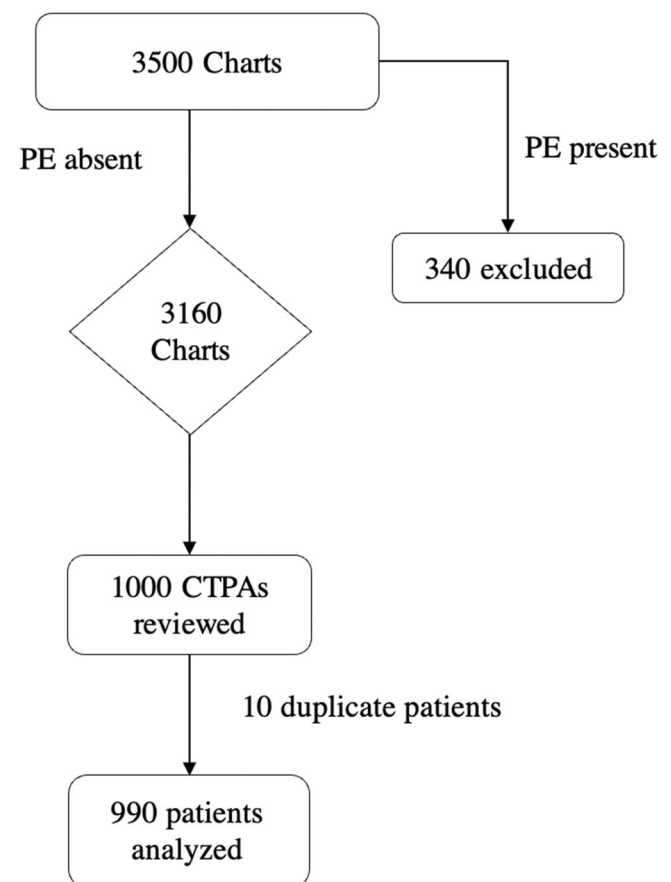 3500 Charts
PE absent
PE present
340 excluded
3160
Charts
1000 CTPAs
reviewed
10 duplicate patients
990 patients
analyzed